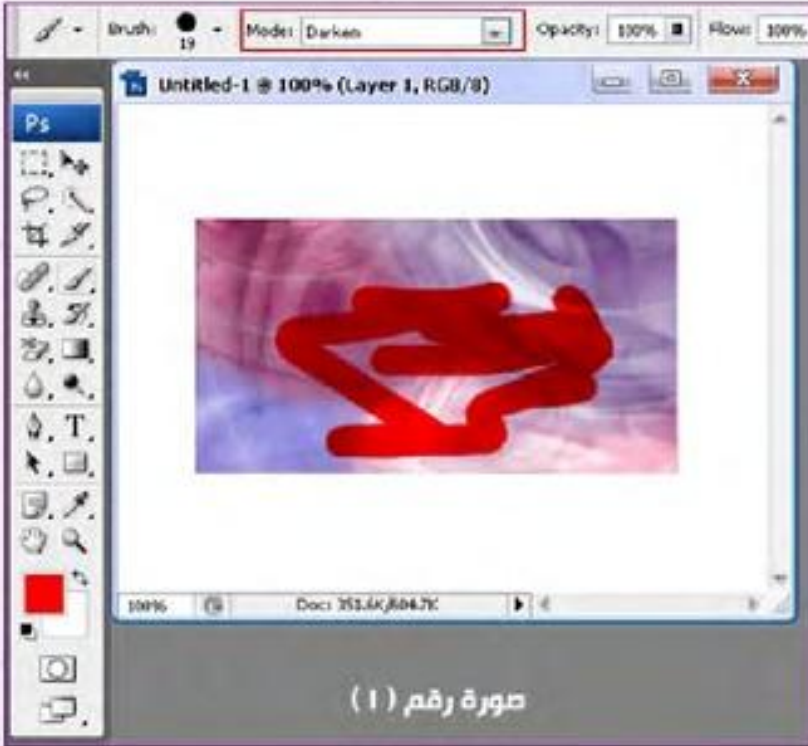 Brush: 19 Mode: Darken Opacity: 100% Flow: 100%
Untitled-1 @ 100% (Layer 1, RGB/8)
Ps
T
100% Doc: 351.6K/604.7K
صورة رقم (١)